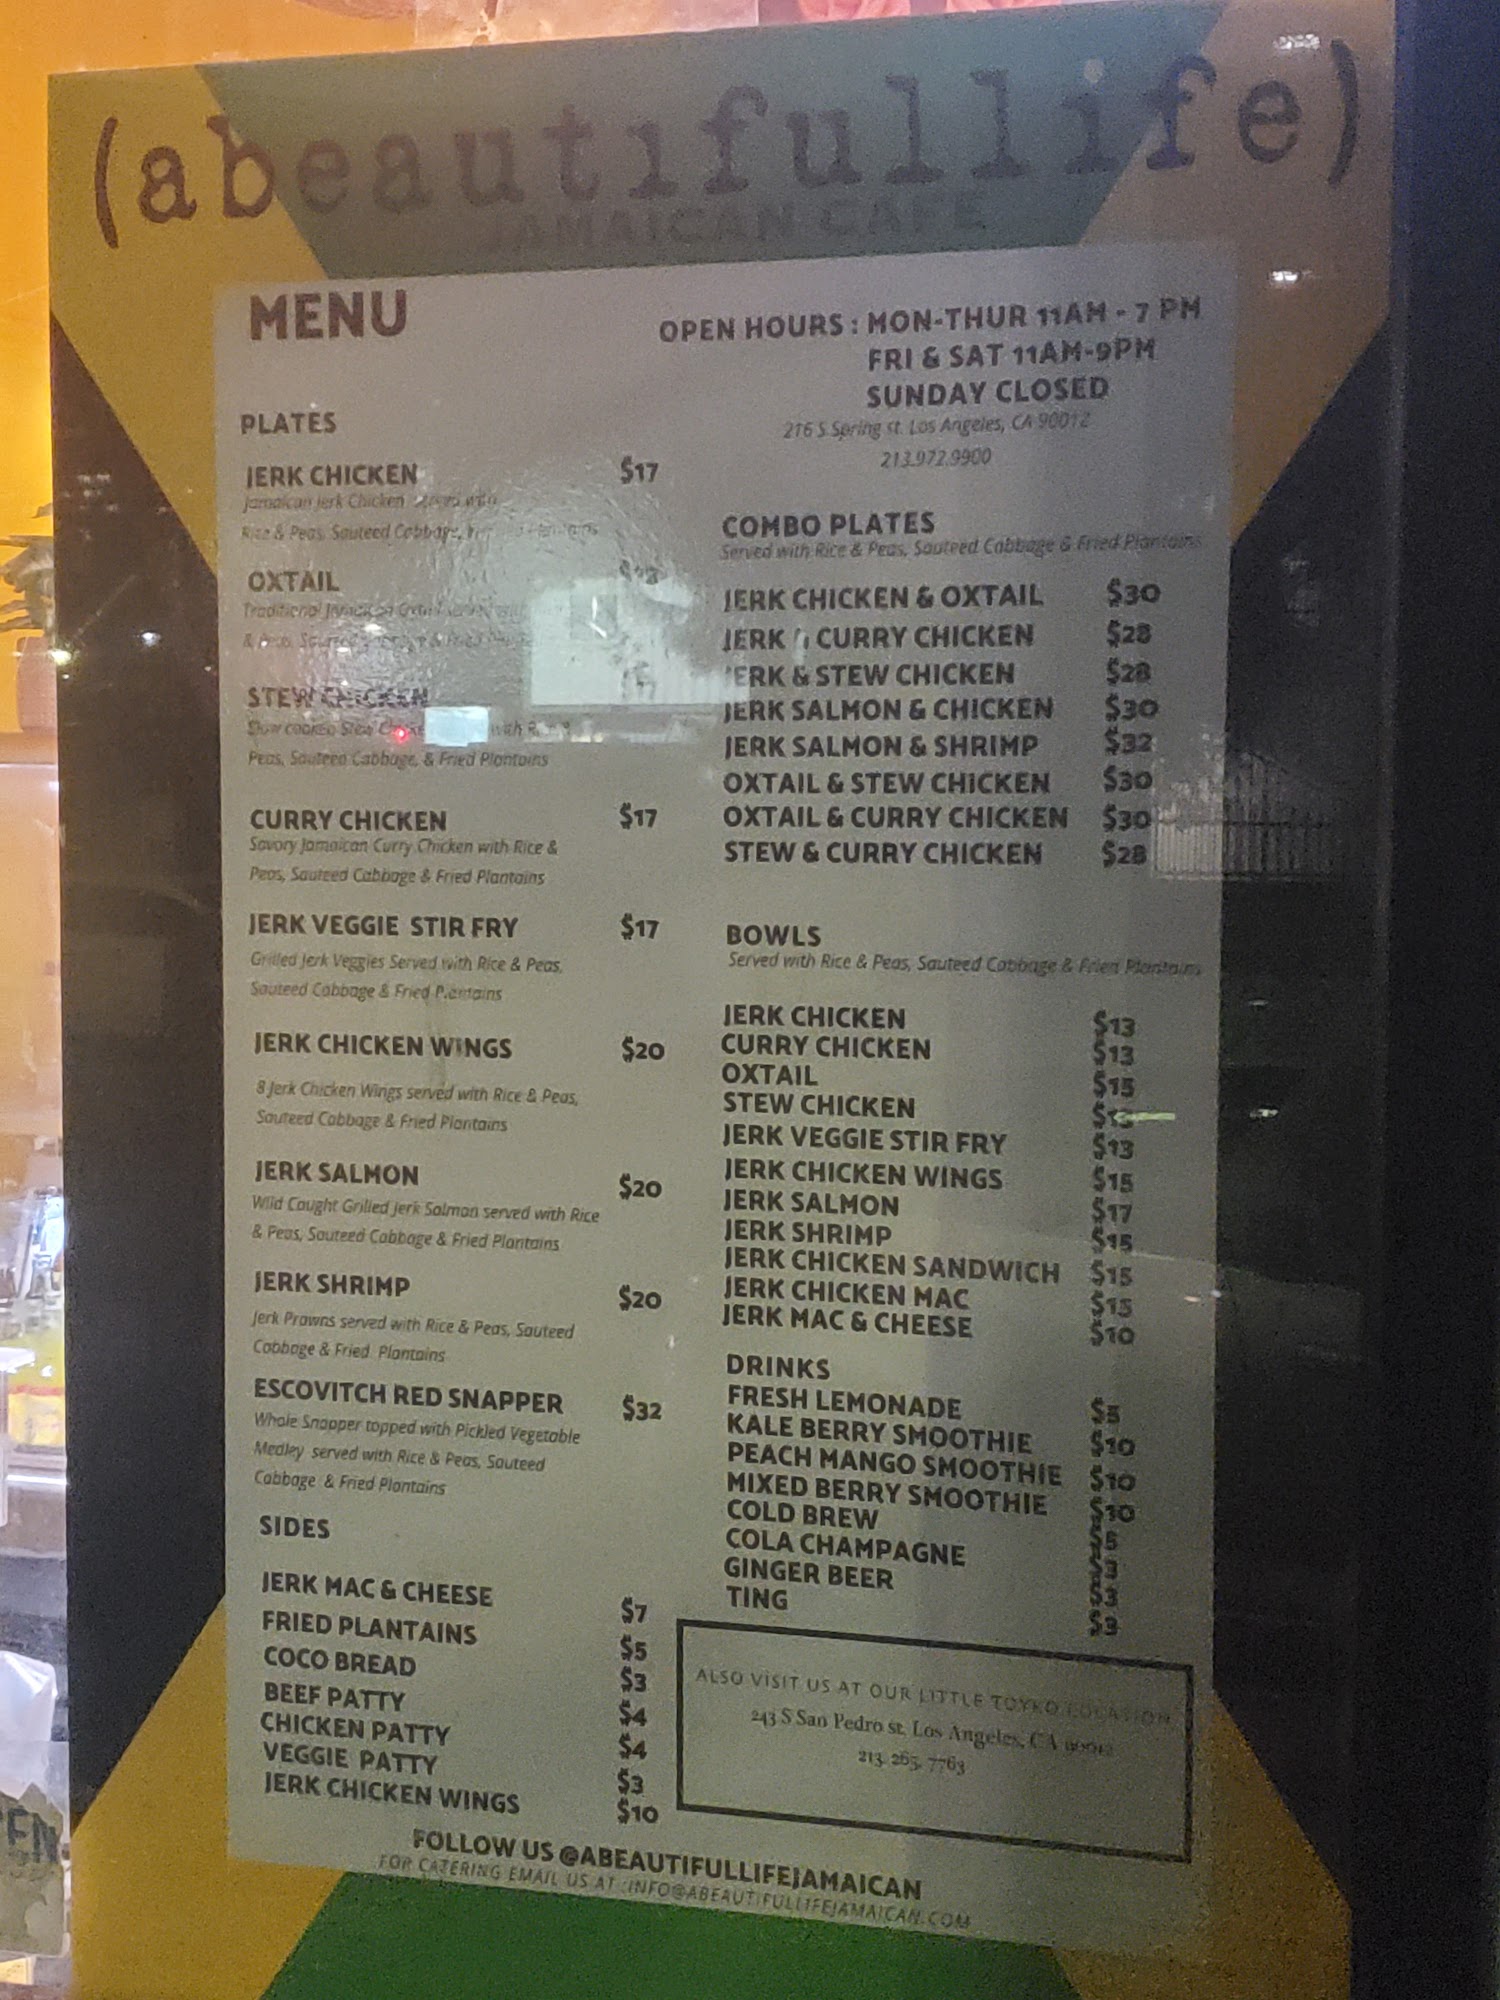 (abeautifullife)
JAMAICAN CAFE
MENU
OPEN HOURS : MON-THUR 11AM - 7 PM
FRI & SAT 11AM-9PM
SUNDAY CLOSED
216 S Spring st. Los Angeles, CA 90012
213.972.9900
PLATES
JERK CHICKEN $17
Jamaican Jerk Chicken served with
Rice & Peas, Sauteed Cabbage,
OXTAIL
Traditional
& Peas,
STEW CHICKEN
Slow cooked Stew with
Peas, Sauteed Cabbage, & Fried Plantains
CURRY CHICKEN $17
Savory Jamaican Curry Chicken with Rice &
Peas, Sauteed Cabbage & Fried Plantains
JERK VEGGIE STIR FRY $17
Grilled Jerk Veggies Served with Rice & Peas,
Sauteed Cabbage & Fried Plantains
JERK CHICKEN WINGS $20
8 Jerk Chicken Wings served with Rice & Peas,
Sauteed Cabbage & Fried Plantains
JERK SALMON $20
Wild Caught Grilled Jerk Salmon served with Rice
& Peas, Sauteed Cabbage & Fried Plantains
JERK SHRIMP $20
Jerk Prawns served with Rice & Peas, Sauteed
Cabbage & Fried Plantains
ESCOVITCH RED SNAPPER $32
Whole Snapper topped with Pickled Vegetable
Medley served with Rice & Peas, Sauteed
Cabbage & Fried Plantains
SIDES
JERK MAC & CHEESE $7
FRIED PLANTAINS $5
COCO BREAD $3
BEEF PATTY $4
CHICKEN PATTY $4
VEGGIE PATTY $3
JERK CHICKEN WINGS $10
COMBO PLATES
Served with Rice & Peas, Sauteed Cabbage & Fried Plantains
JERK CHICKEN & OXTAIL $30
JERK & CURRY CHICKEN $28
JERK & STEW CHICKEN $28
JERK SALMON & CHICKEN $30
JERK SALMON & SHRIMP $32
OXTAIL & STEW CHICKEN $30
OXTAIL & CURRY CHICKEN $30
STEW & CURRY CHICKEN $28
BOWLS
Served with Rice & Peas, Sauteed Cabbage & Fried Plantains
JERK CHICKEN $13
CURRY CHICKEN $13
OXTAIL $15
STEW CHICKEN
JERK VEGGIE STIR FRY $13
JERK CHICKEN WINGS $15
JERK SALMON $17
JERK SHRIMP $15
JERK CHICKEN SANDWICH $15
JERK CHICKEN MAC $15
JERK MAC & CHEESE $10
DRINKS
FRESH LEMONADE $5
KALE BERRY SMOOTHIE $10
PEACH MANGO SMOOTHIE $10
MIXED BERRY SMOOTHIE $10
COLD BREW $5
COLA CHAMPAGNE $3
GINGER BEER $3
TING $3
ALSO VISIT US AT OUR LITTLE TOYKO LOCATION
243 S San Pedro st. Los Angeles, CA 90012
213. 265. 7763
FOLLOW US @ABEAUTIFULLIFEJAMAICAN
FOR CATERING EMAIL US AT :INFO@ABEAUTIFULLIFEJAMAICAN.COM